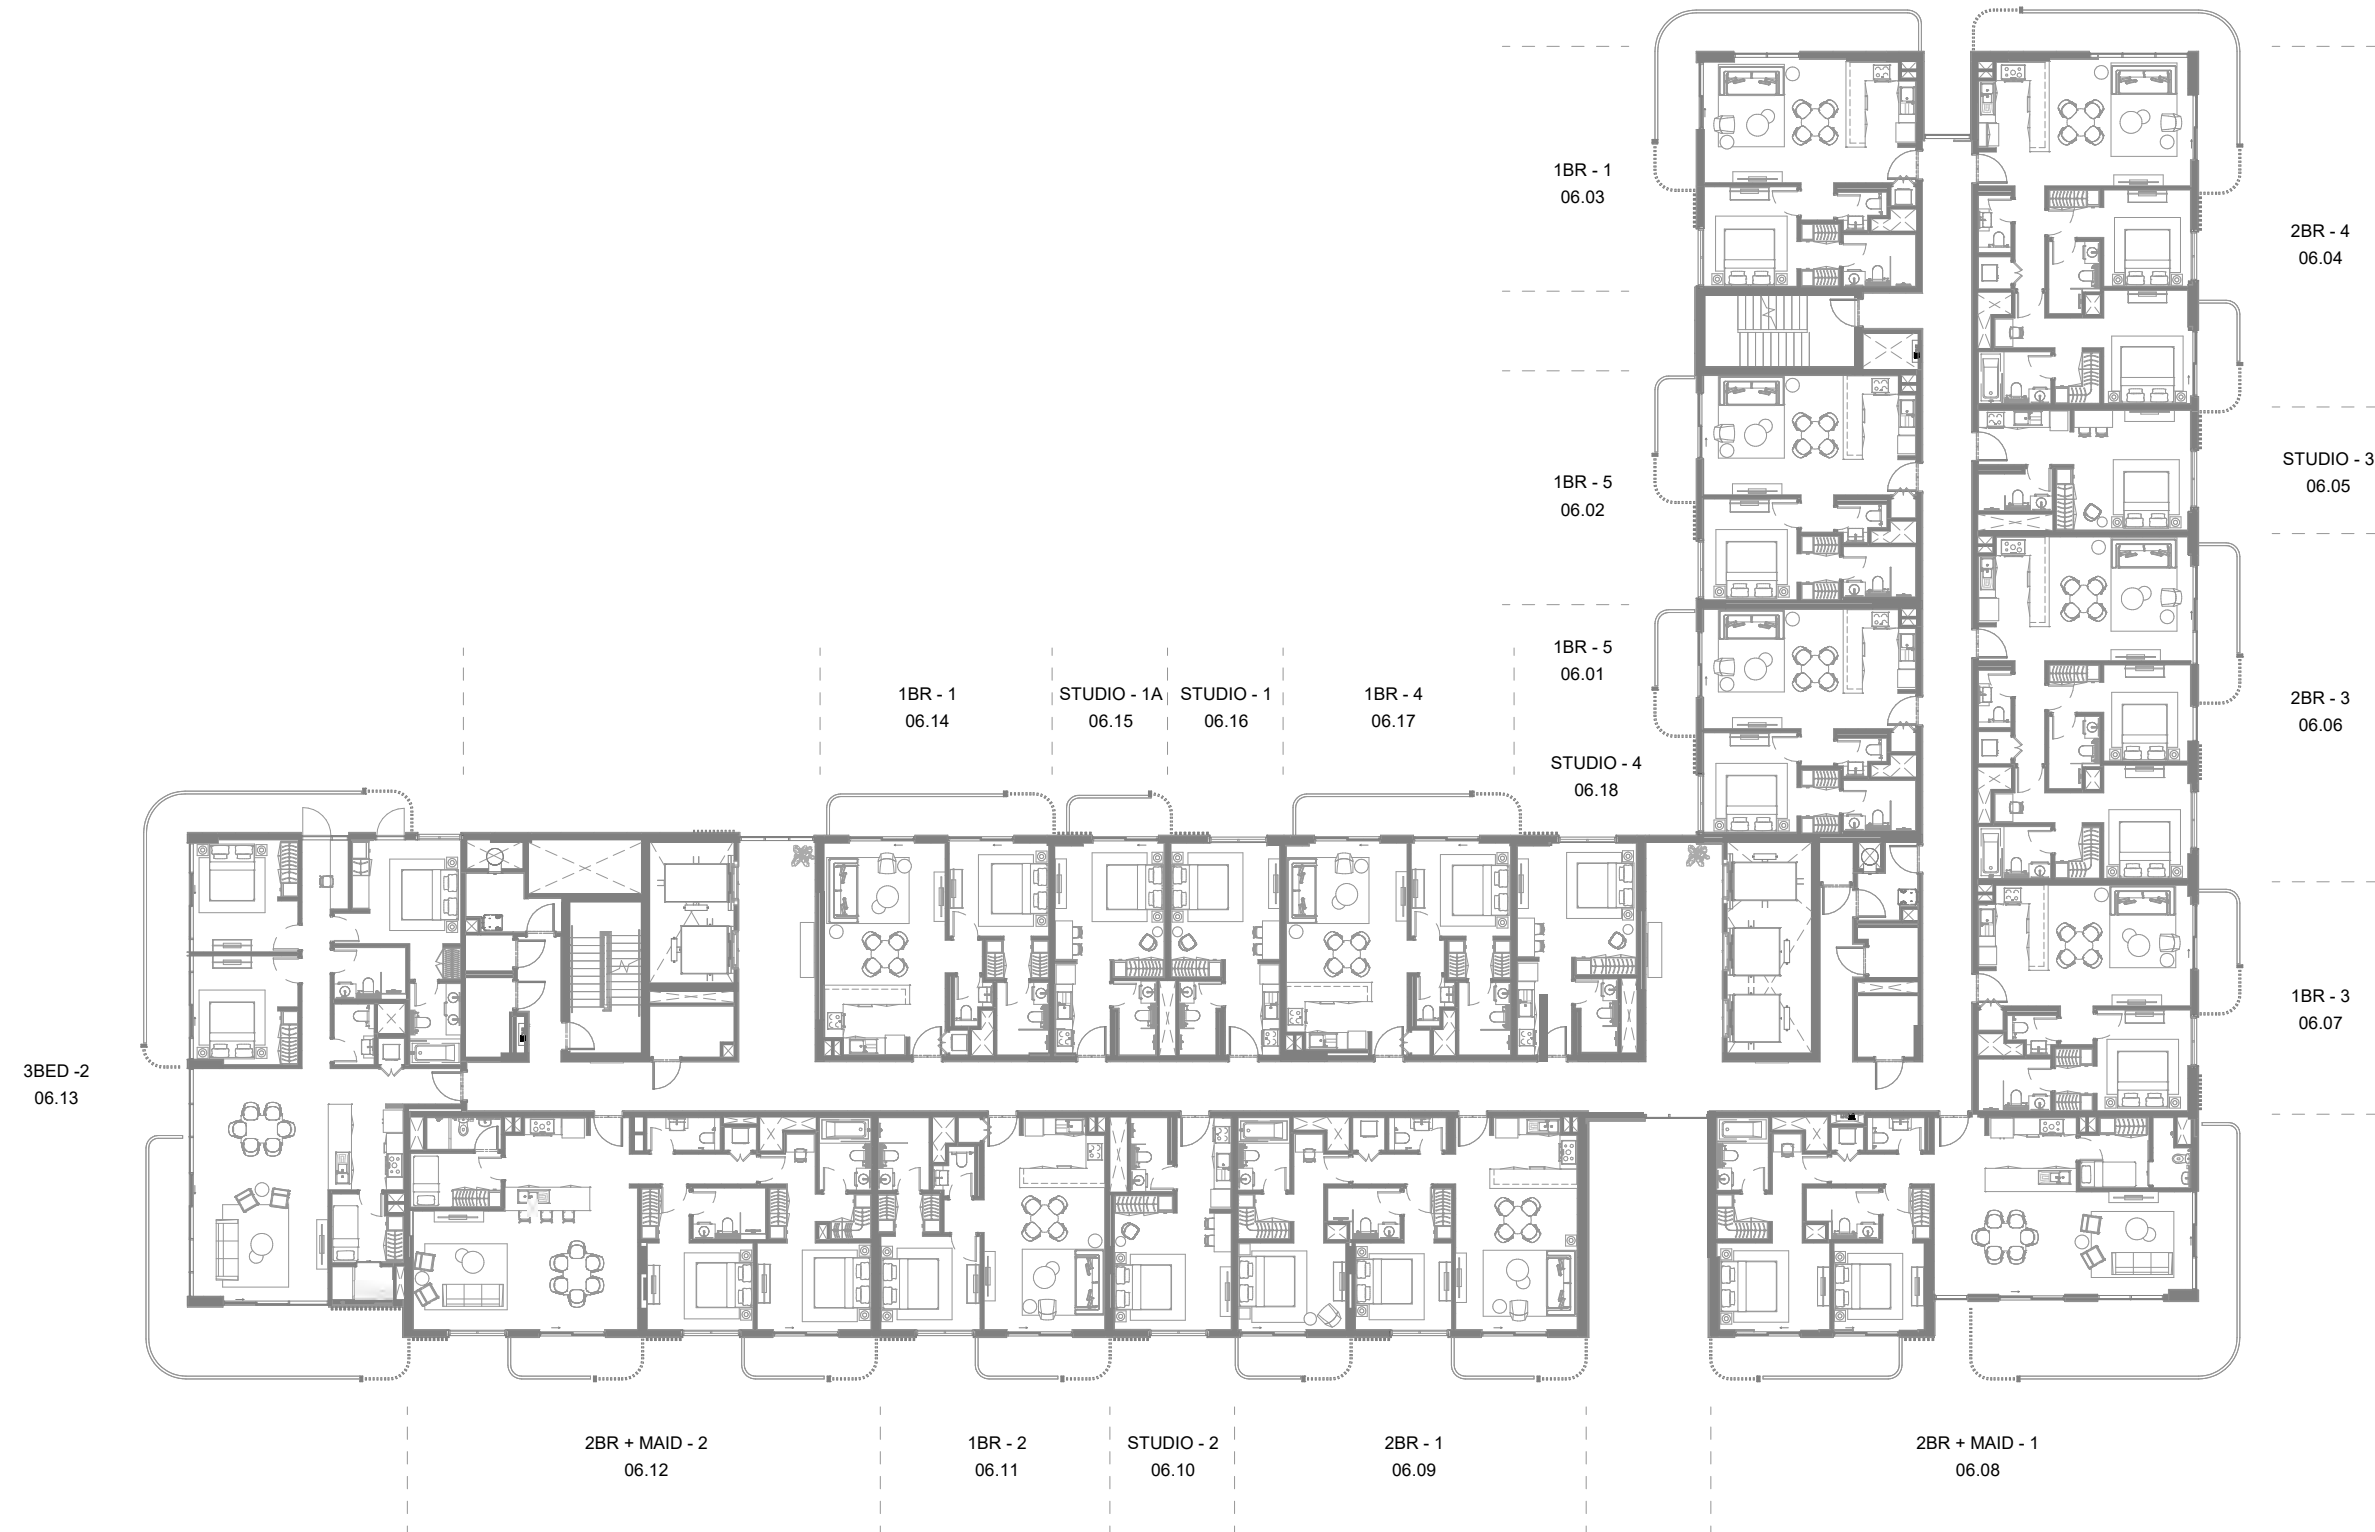 1BR - 1
06.03
2BR - 4
06.04
1BR - 5
06.02
STUDIO - 3
06.05
1BR - 5
06.01
2BR - 3
06.06
1BR - 1
06.14
STUDIO - 1A
06.15
STUDIO - 1
06.16
1BR - 4
06.17
STUDIO - 4
06.18
1BR - 3
06.07
3BED -2
06.13
2BR + MAID - 2
06.12
1BR - 2
06.11
STUDIO - 2
06.10
2BR - 1
06.09
2BR + MAID - 1
06.08